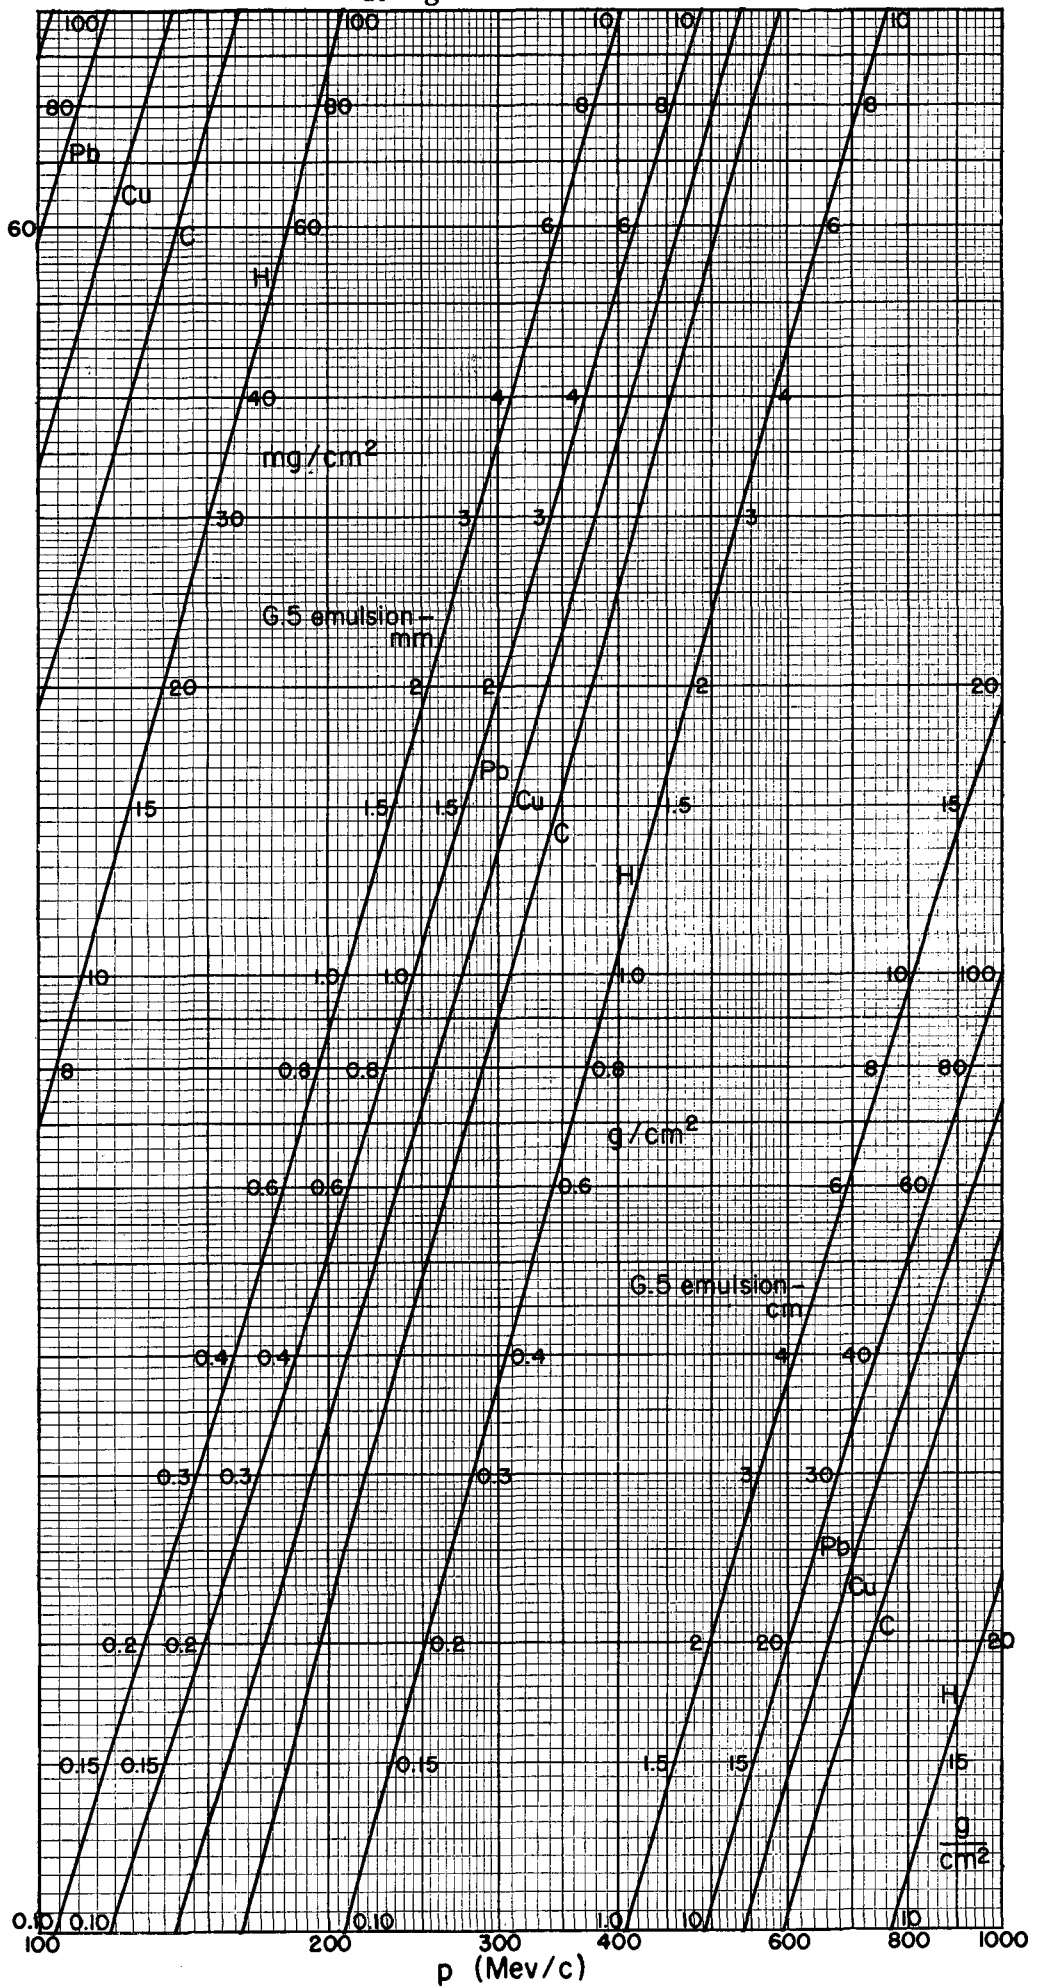 100 100 10 10 10
80 80 8 8 8
Pb
Cu
60 C 60 6 6 6
H
40 4 4 4
mg/cm²
30 3 3 3
G.5 emulsion–
mm
20 2 2 2 20
Pb
15 1.5 1.5 Cu 1.5 15
C
H
10 1.0 1.0 1.0 10 100
8 0.8 0.8 0.8 8 80
g/cm²
0.6 0.6 0.6 6 60
G.5 emulsion–
cm
0.4 0.4 0.4 4 40
0.3 0.3 0.3 3 30
Pb
Cu
C
0.2 0.2 0.2 2 20 20
H
0.15 0.15 0.15 1.5 15 15
g
cm²
0.10 0.10 0.10 1.0 10 10
100 200 300 400 600 800 1000
p (Mev/c)